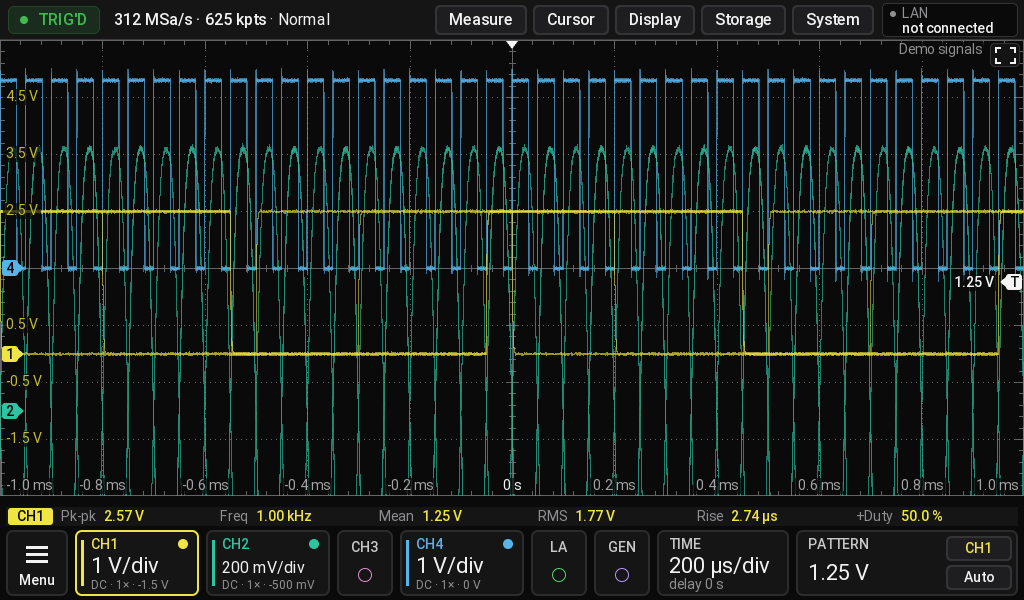 TRIG'D 312 MSa/s · 625 kpts · Normal Measure Cursor Display Storage System LAN
not connected
Demo signals
4.5 V
3.5 V
2.5 V
4
1.25 V T
0.5 V
1
-0.5 V
2
-1.5 V
-1.0 ms -0.8 ms -0.6 ms -0.4 ms -0.2 ms 0 s 0.2 ms 0.4 ms 0.6 ms 0.8 ms 1.0 ms
CH1 Pk-pk 2.57 V Freq 1.00 kHz Mean 1.25 V RMS 1.77 V Rise 2.74 µs +Duty 50.0 %
Menu
CH1
1 V/div
DC · 1× · -1.5 V
CH2
200 mV/div
DC · 1× · -500 mV
CH3
CH4
1 V/div
DC · 1× · 0 V
LA
GEN
TIME
200 µs/div
delay 0 s
PATTERN
1.25 V
CH1
Auto